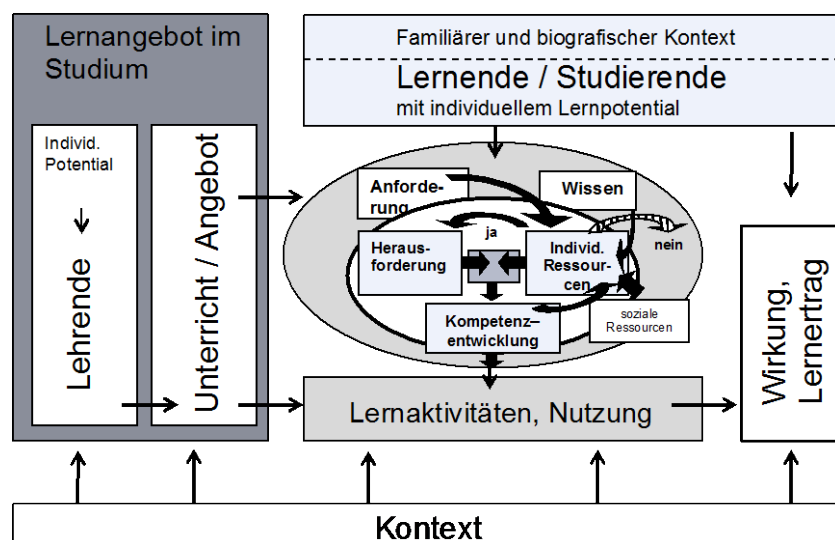 Lernangebot im
Studium
Individ.
Potential
Lehrende
Unterricht / Angebot
Familiärer und biografischer Kontext
Lernende / Studierende
mit individuellem Lernpotential
Anforde-
rung
Wissen
ja
nein
Heraus-
forderung
Individ.
Ressour-
cen
Kompetenz–
entwicklung
soziale
Ressourcen
Lernaktivitäten, Nutzung
Wirkung,
Lernertrag
Kontext